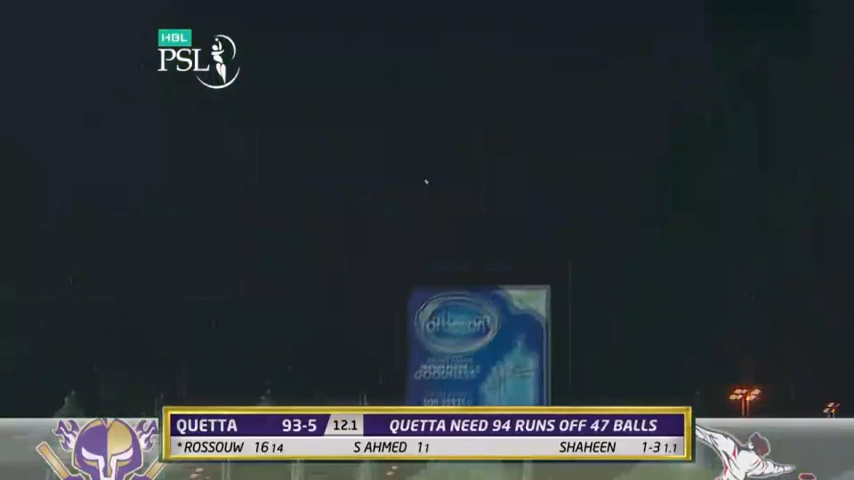 HBL
PSL
GOODNESS
QUETTA 93-5 12.1 QUETTA NEED 94 RUNS OFF 47 BALLS
*ROSSOUW 16 14 S AHMED 1 1 SHAHEEN 1-3 1.1